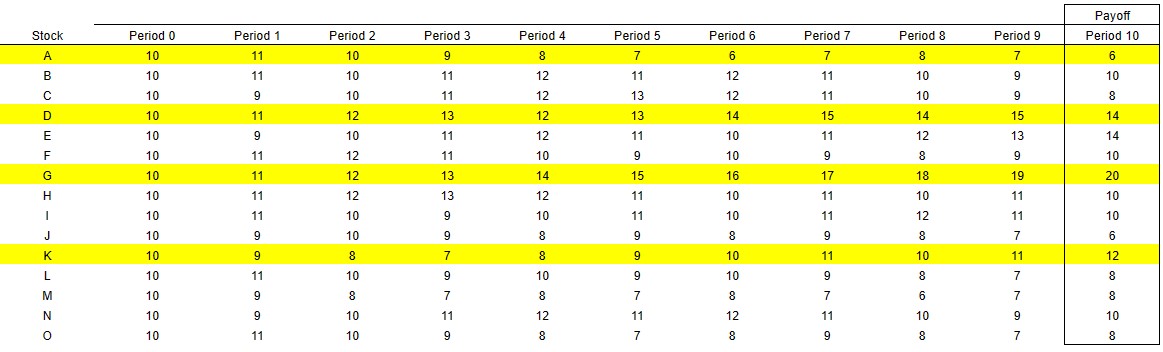 Payoff
Stock Period 0 Period 1 Period 2 Period 3 Period 4 Period 5 Period 6 Period 7 Period 8 Period 9 Period 10
A 10 11 10 9 8 7 6 7 8 7 6
B 10 11 10 11 12 11 12 11 10 9 10
C 10 9 10 11 12 13 12 11 10 9 8
D 10 11 12 13 12 13 14 15 14 15 14
E 10 9 10 11 12 11 10 11 12 13 14
F 10 11 12 11 10 9 10 9 8 9 10
G 10 11 12 13 14 15 16 17 18 19 20
H 10 11 12 13 12 11 10 11 10 11 10
I 10 11 10 9 10 11 10 11 12 11 10
J 10 9 10 9 8 9 8 9 8 7 6
K 10 9 8 7 8 9 10 11 10 11 12
L 10 11 10 9 10 9 10 9 8 7 8
M 10 9 8 7 8 7 8 7 6 7 8
N 10 9 10 11 12 11 12 11 10 9 10
O 10 11 10 9 8 7 8 9 8 7 8